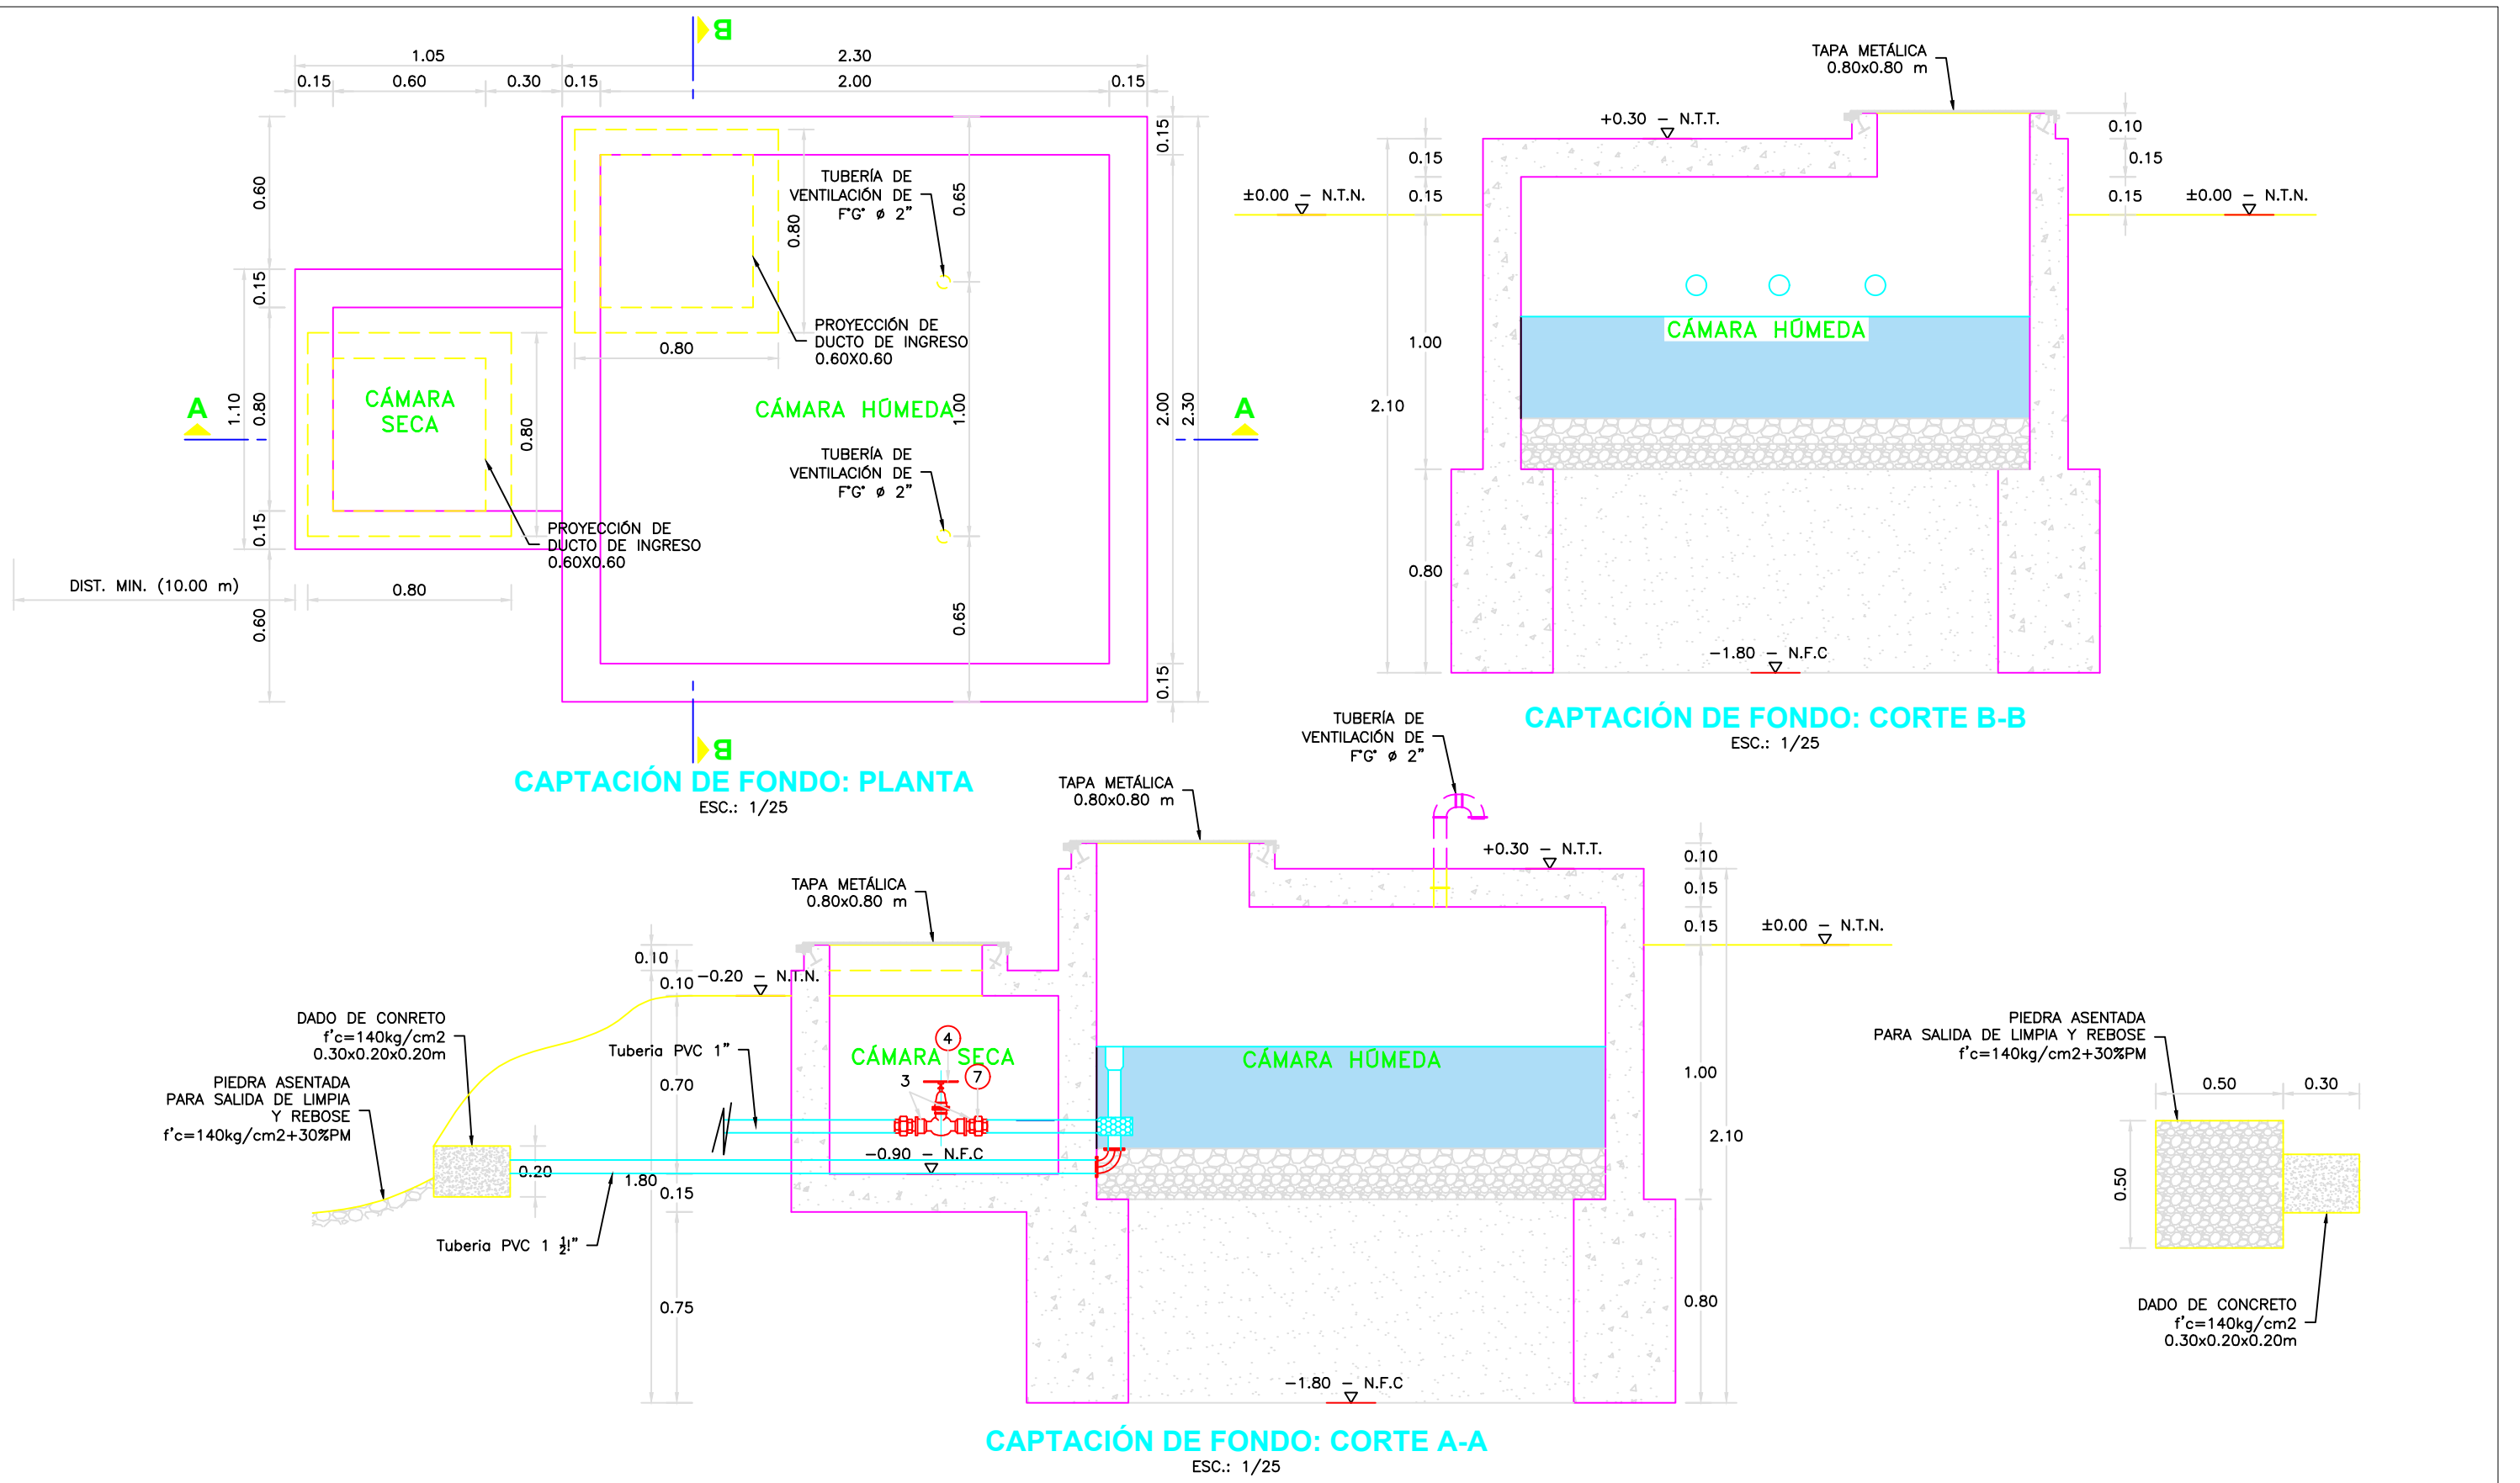 B
1.05
2.30
0.15
0.60
0.30
0.15
2.00
0.15
0.60
0.15
1.10
0.80
0.15
0.60
TUBERÍA DE
VENTILACIÓN DE
F°G° ø 2"
0.65
0.80
PROYECCIÓN DE
DUCTO DE INGRESO
0.60X0.60
0.80
0.15
A
CÁMARA
SECA
0.80
CÁMARA HÚMEDA
1.00
2.00
2.30
A
TUBERÍA DE
VENTILACIÓN DE
F°G° ø 2"
PROYECCIÓN DE
DUCTO DE INGRESO
0.60X0.60
DIST. MIN. (10.00 m)
0.80
0.65
0.15
B
CAPTACIÓN DE FONDO: PLANTA
ESC.: 1/25
TAPA METÁLICA
0.80x0.80 m
+0.30 – N.T.T.
0.10
0.15
0.15
±0.00 – N.T.N.
0.15
0.15
±0.00 – N.T.N.
CÁMARA HÚMEDA
1.00
2.10
0.80
-1.80 – N.F.C
CAPTACIÓN DE FONDO: CORTE B-B
ESC.: 1/25
TUBERÍA DE
VENTILACIÓN DE
F°G° ø 2"
TAPA METÁLICA
0.80x0.80 m
+0.30 – N.T.T.
0.10
0.15
0.15
±0.00 – N.T.N.
TAPA METÁLICA
0.80x0.80 m
0.10
-0.20 – N.T.N.
0.10
DADO DE CONRETO
f'c=140kg/cm2
0.30x0.20x0.20m
Tuberia PVC 1"
CÁMARA SECA
4
3
7
CÁMARA HÚMEDA
1.00
0.70
PIEDRA ASENTADA
PARA SALIDA DE LIMPIA
Y REBOSE
f'c=140kg/cm2+30%PM
2.10
-0.90 – N.F.C
0.20
1.80
0.15
Tuberia PVC 1 ½!"
0.75
0.80
-1.80 – N.F.C
CAPTACIÓN DE FONDO: CORTE A-A
ESC.: 1/25
PIEDRA ASENTADA
PARA SALIDA DE LIMPIA Y REBOSE
f'c=140kg/cm2+30%PM
0.50
0.30
0.50
DADO DE CONCRETO
f'c=140kg/cm2
0.30x0.20x0.20m